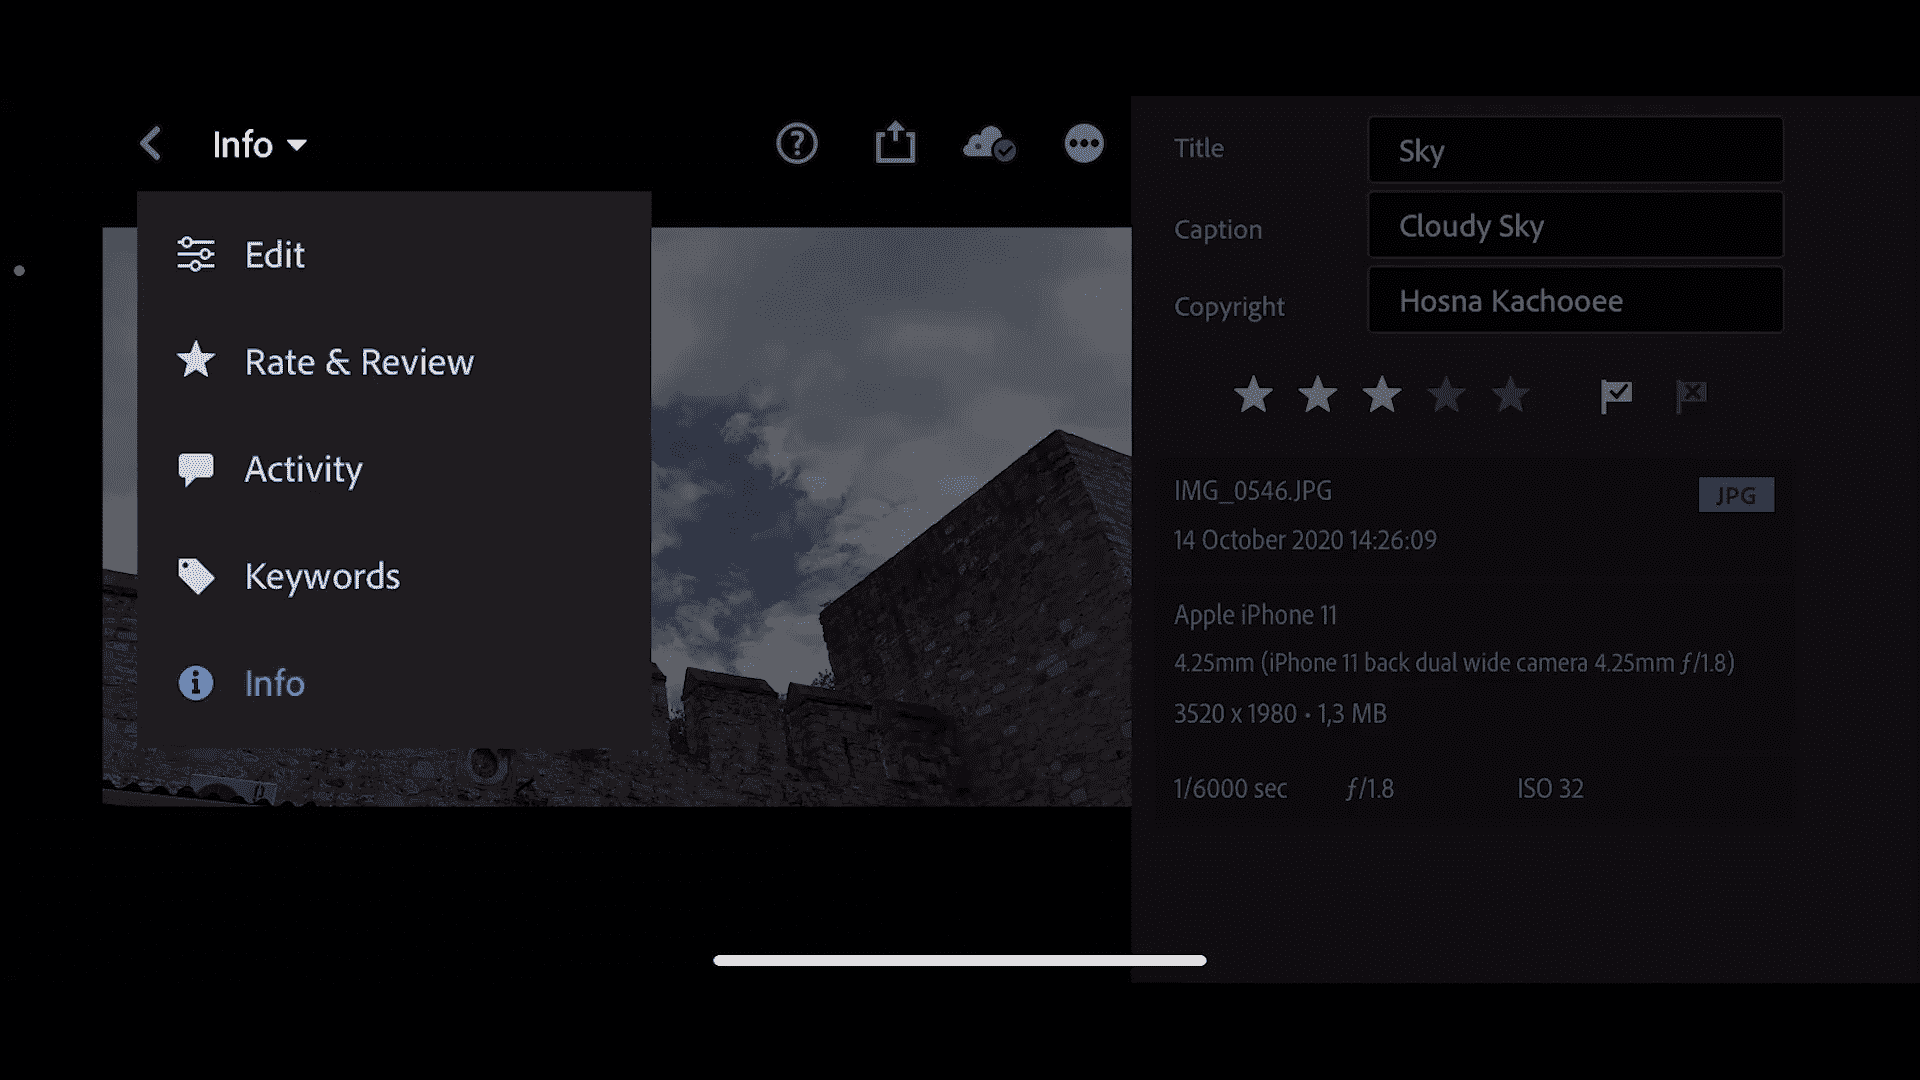 Info
Edit
Rate & Review
Activity
Keywords
Info
Title
Sky
Caption
Cloudy Sky
Copyright
Hosna Kachooee
IMG_0546.JPG
JPG
14 October 2020 14:26:09
Apple iPhone 11
4.25mm (iPhone 11 back dual wide camera 4.25mm ƒ/1.8)
3520 x 1980 • 1,3 MB
1/6000 sec ƒ/1.8 ISO 32